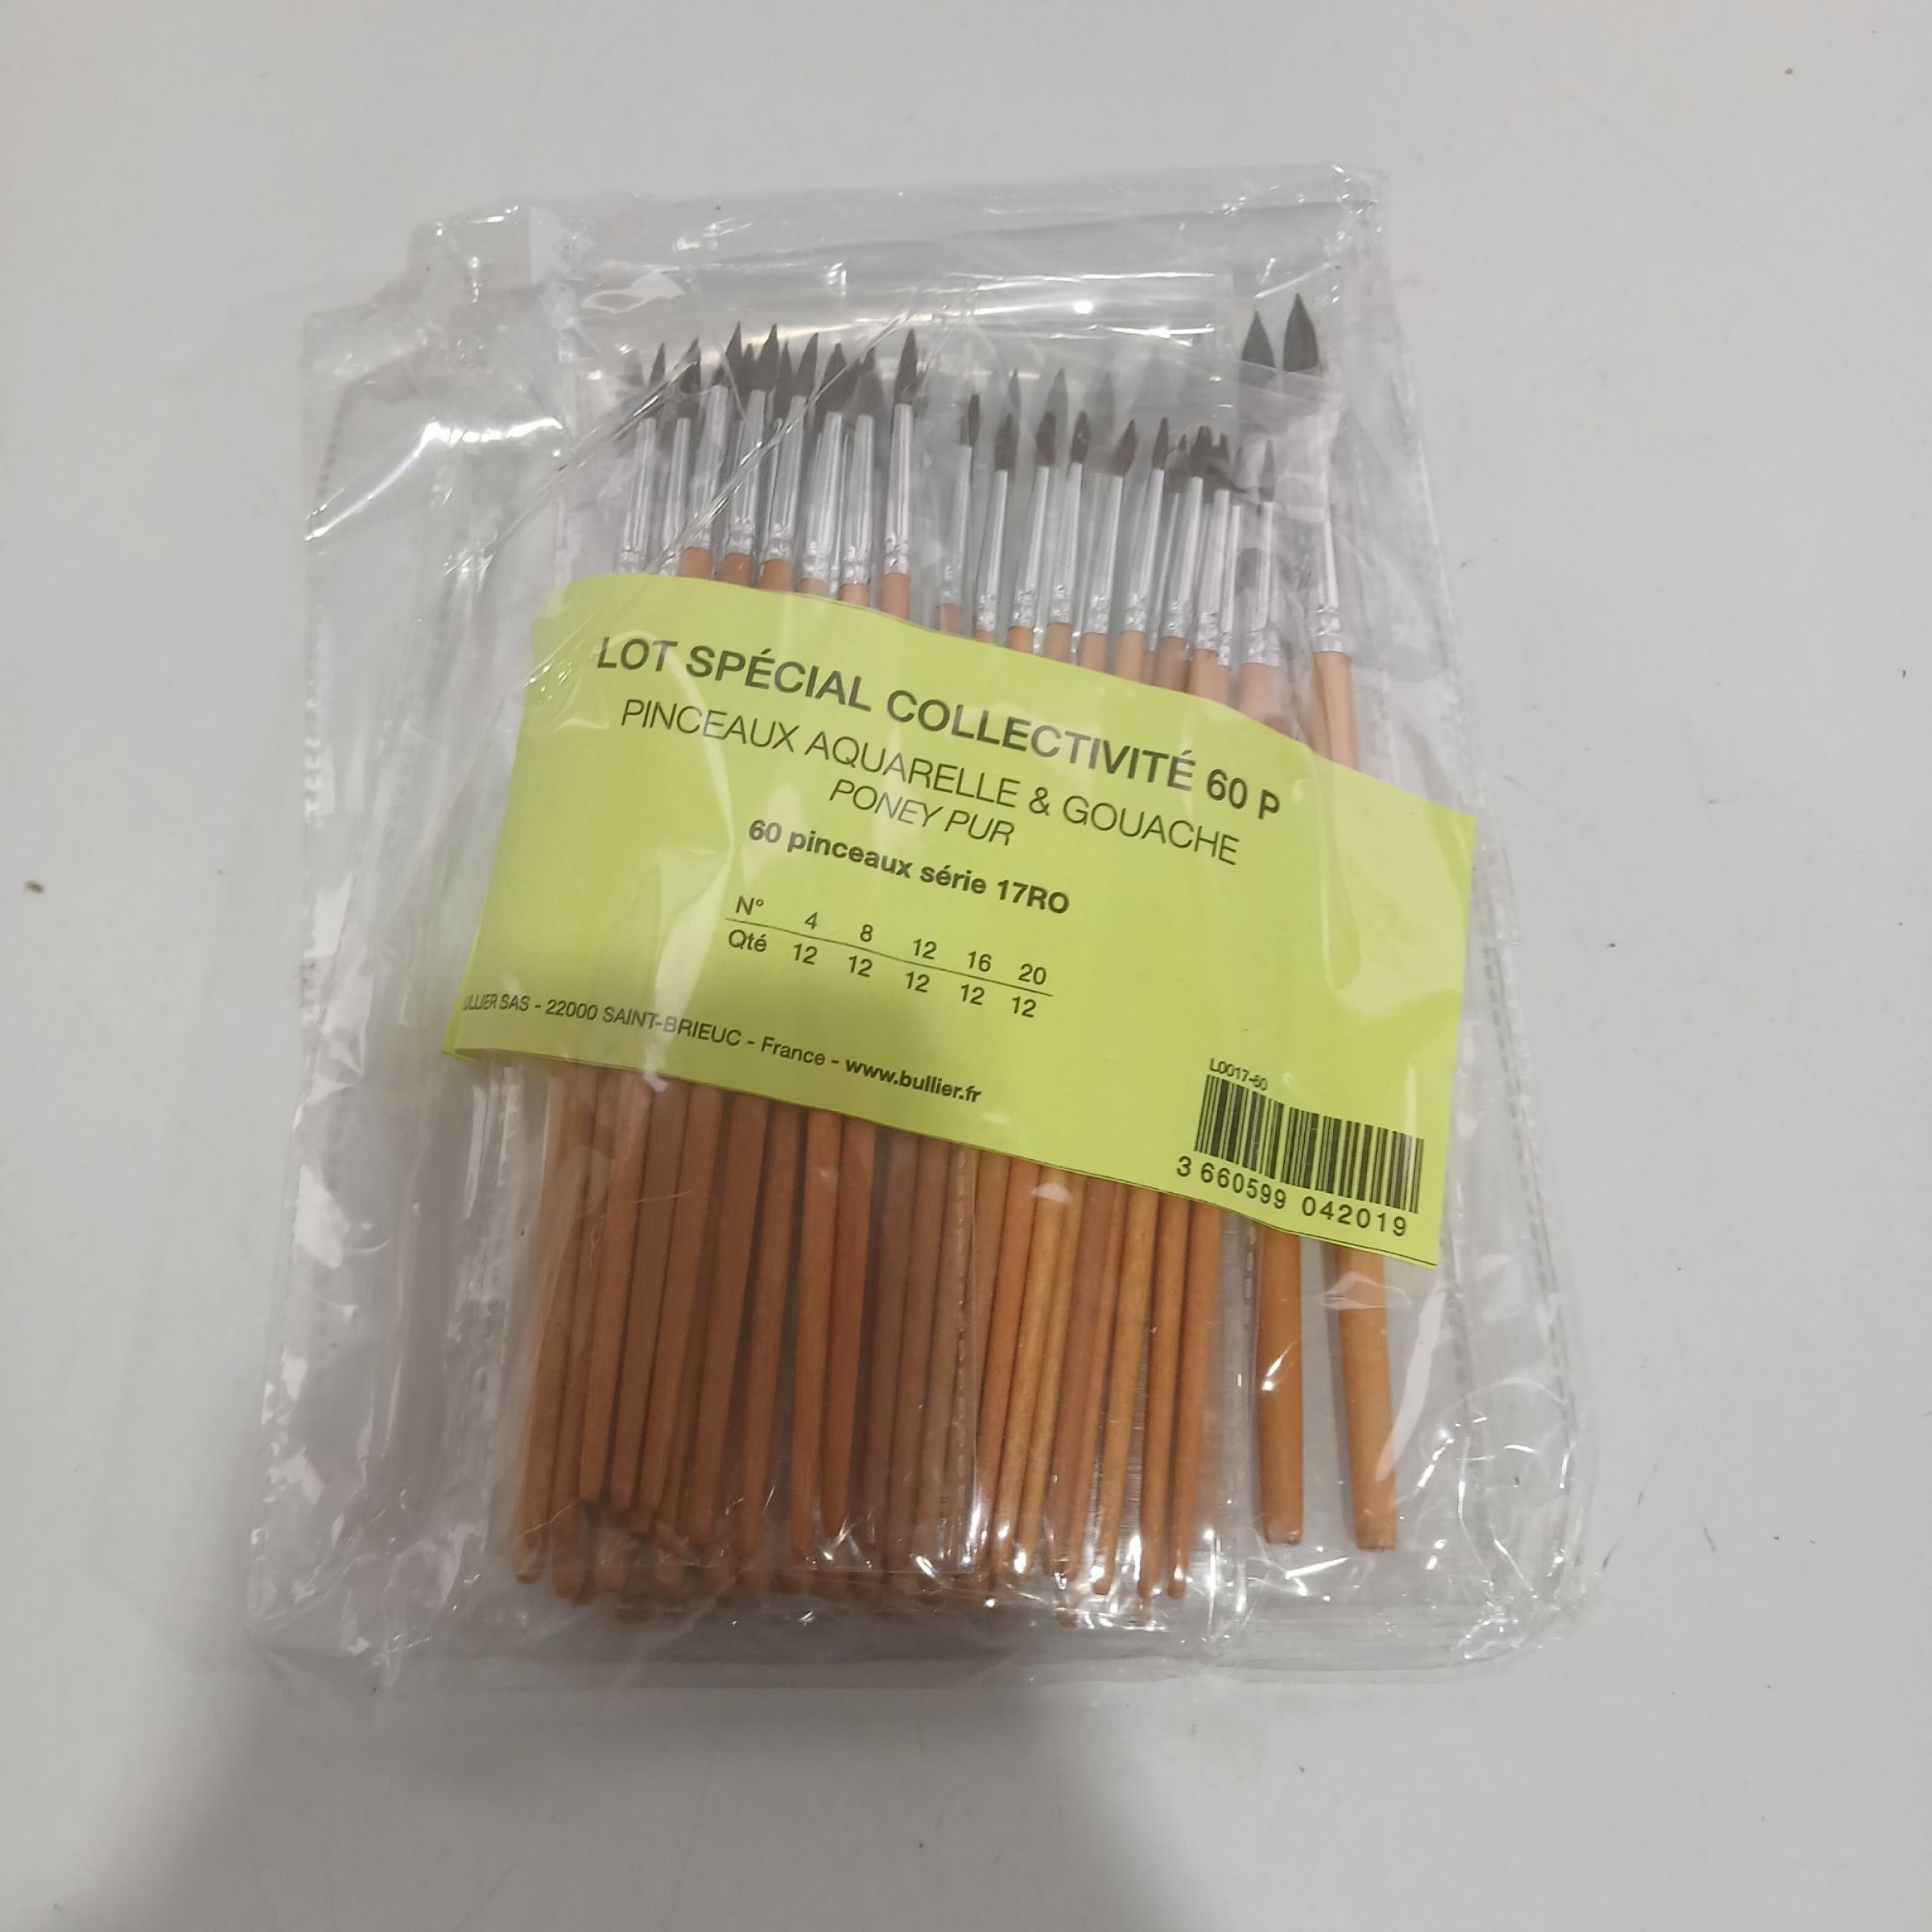 LOT SPÉCIAL COLLECTIVITÉ 60 P
PINCEAUX AQUARELLE & GOUACHE
PONEY PUR
60 pinceaux série 17RO
N° 4 8 12 16 20
Qté 12 12 12 12 12
ULLIER SAS - 22000 SAINT-BRIEUC - France - www.bullier.fr
L0017-60
3 660599 042019